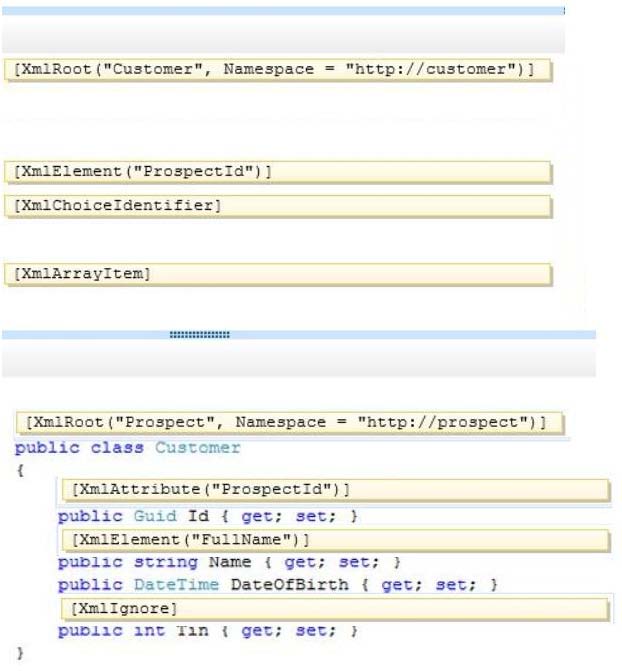 [XmlRoot("Customer", Namespace = "http://customer")]
[XmlElement("ProspectId")]
[XmlChoiceIdentifier]
[XmlArrayItem]
[XmlRoot("Prospect", Namespace = "http://prospect")]
public class Customer
{
[XmlAttribute("ProspectId")]
public Guid Id { get; set; }
[XmlElement("FullName")]
public string Name { get; set; }
public DateTime DateOfBirth { get; set; }
[XmlIgnore]
public int Tin { get; set; }
}